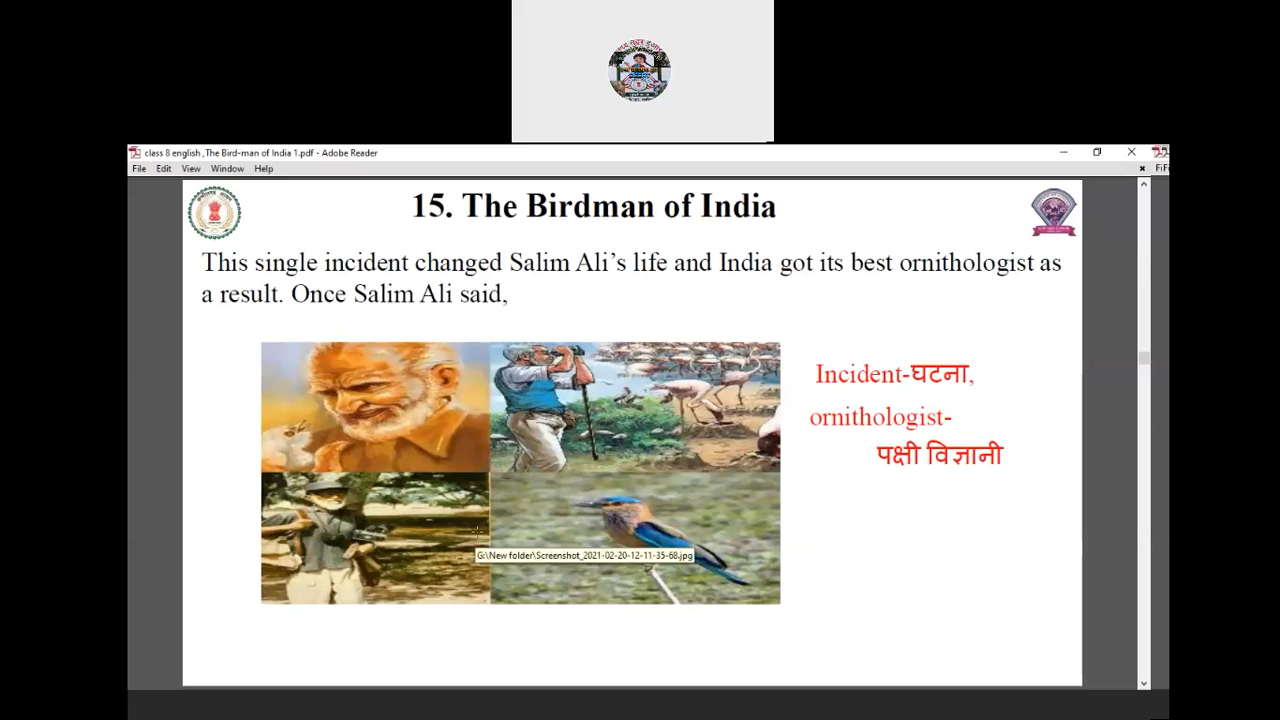 class 8 english ,The Bird-man of India 1.pdf - Adobe Reader
File Edit View Window Help
FiFi
15. The Birdman of India
This single incident changed Salim Ali’s life and India got its best ornithologist as
a result. Once Salim Ali said,
Incident-घटना,
ornithologist-
पक्षी विज्ञानी
G:\New folder\Screenshot_2021-02-20-12-11-35-68.jpg